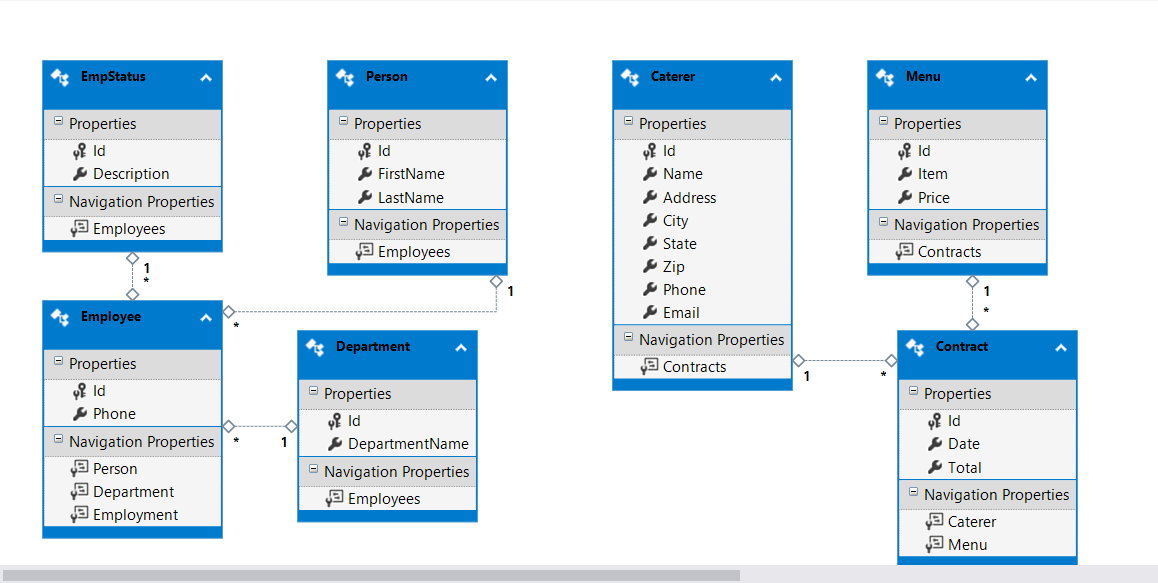 EmpStatus
Properties
Id
Description
Navigation Properties
Employees
1
*
Person
Properties
Id
FirstName
LastName
Navigation Properties
Employees
1
*
Employee
Properties
Id
Phone
Navigation Properties
Person
Department
Employment
*
1
Department
Properties
Id
DepartmentName
Navigation Properties
Employees
Caterer
Properties
Id
Name
Address
City
State
Zip
Phone
Email
Navigation Properties
Contracts
1
*
Menu
Properties
Id
Item
Price
Navigation Properties
Contracts
1
*
Contract
Properties
Id
Date
Total
Navigation Properties
Caterer
Menu